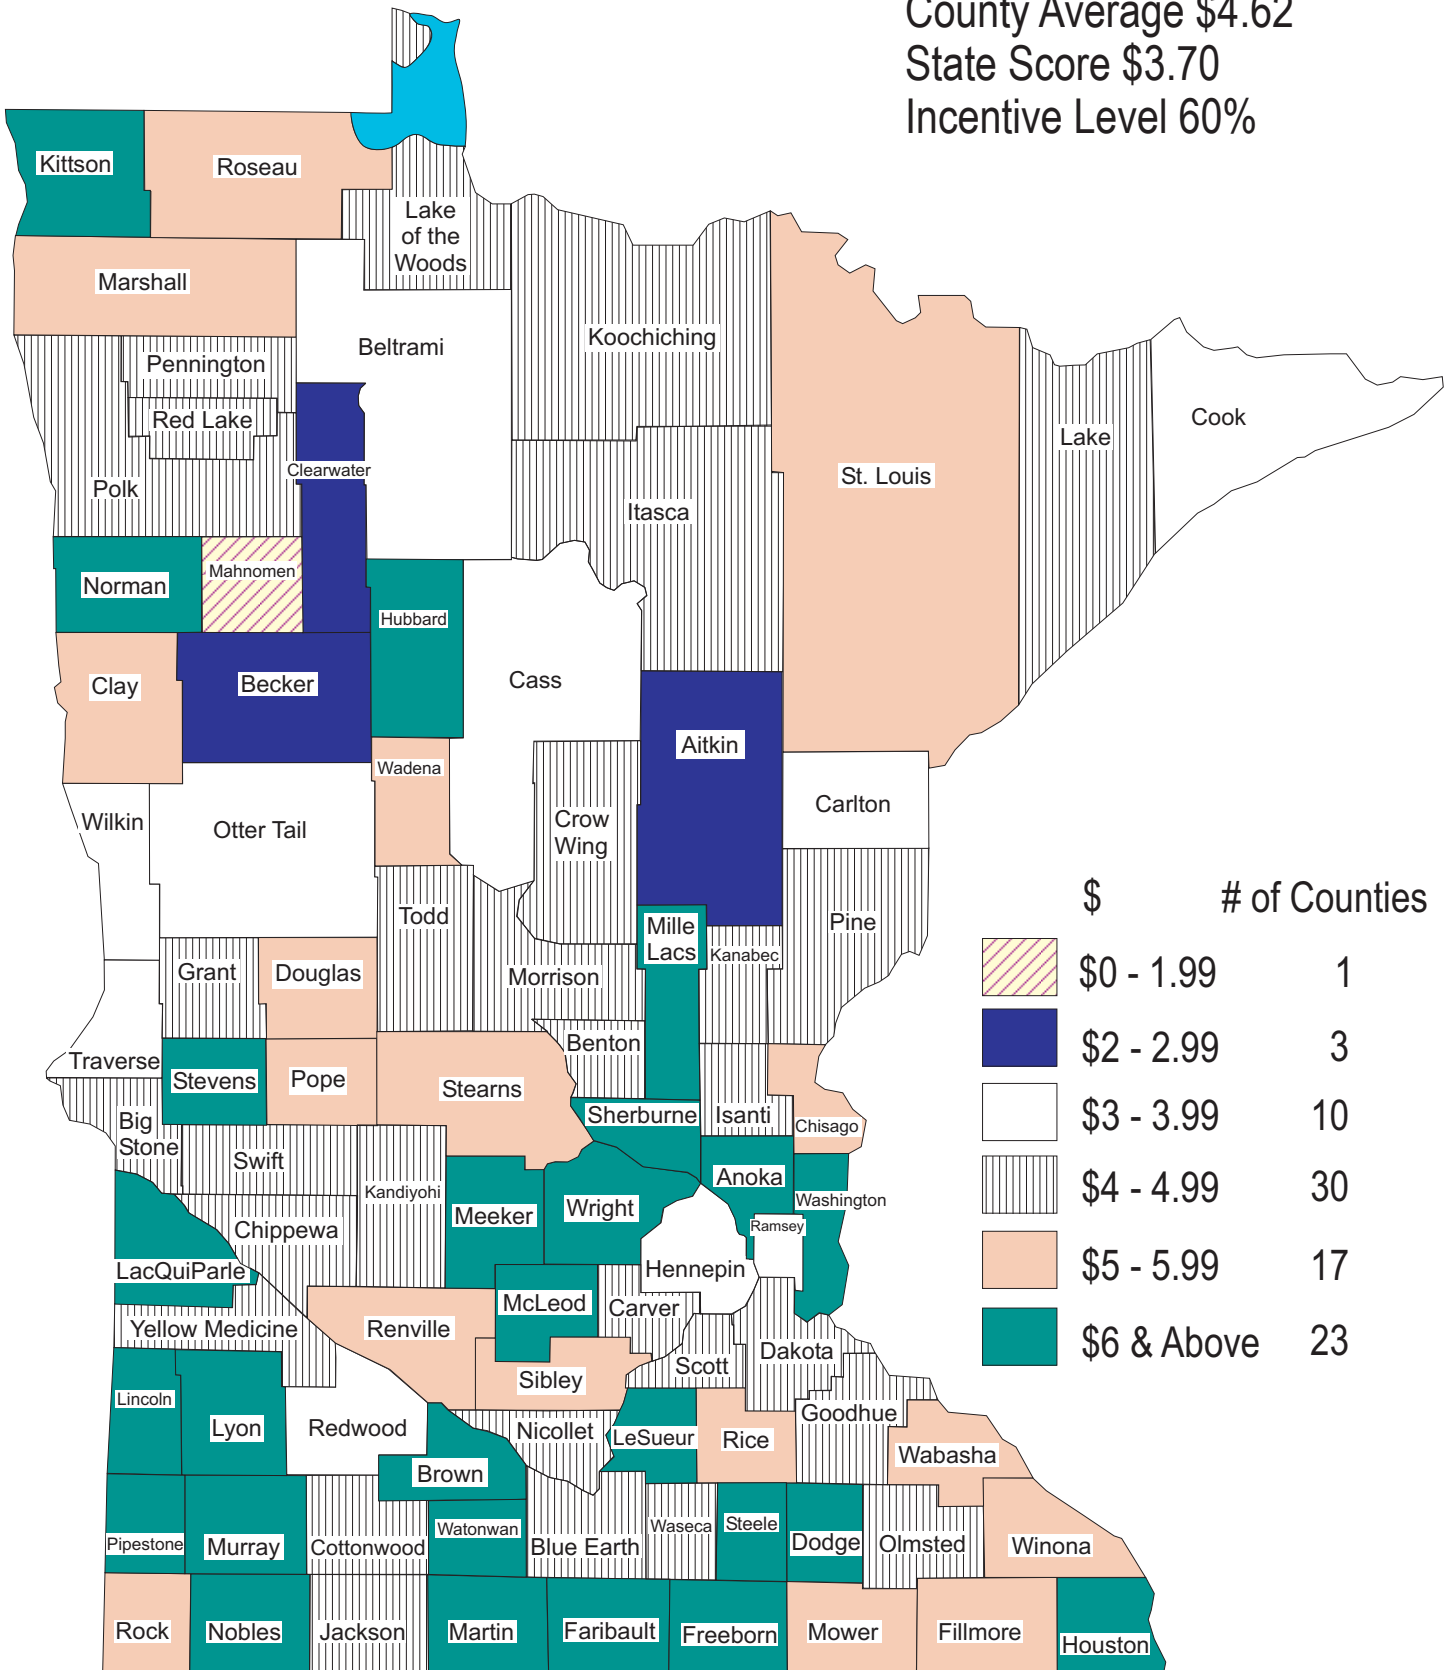 County Average $4.62
State Score $3.70
Incentive Level 60%
Kittson
Roseau
Lake
of the
Woods
Marshall
Beltrami
Koochiching
Pennington
Red Lake
Cook
Lake
Clearwater
St. Louis
Polk
Itasca
Mahnomen
Norman
Hubbard
Clay
Becker
Cass
Aitkin
Wadena
Wilkin
Otter Tail
Crow
Wing
Carlton
Todd
Mille
Lacs
Pine
Kanabec
Grant
Douglas
Morrison
Traverse
Stevens
Pope
Stearns
Benton
Big
Stone
Sherburne
Isanti
Chisago
Swift
Kandiyohi
Meeker
Wright
Anoka
Washington
Ramsey
Chippewa
LacQuiParle
Hennepin
McLeod
Carver
Yellow Medicine
Renville
Dakota
Scott
Sibley
Lincoln
Lyon
Redwood
Nicollet
LeSueur
Rice
Goodhue
Wabasha
Brown
Pipestone
Murray
Cottonwood
Watonwan
Blue Earth
Waseca
Steele
Dodge
Olmsted
Winona
Rock
Nobles
Jackson
Martin
Faribault
Freeborn
Mower
Fillmore
Houston
$ # of Counties
$0 - 1.99 1
$2 - 2.99 3
$3 - 3.99 10
$4 - 4.99 30
$5 - 5.99 17
$6 & Above 23